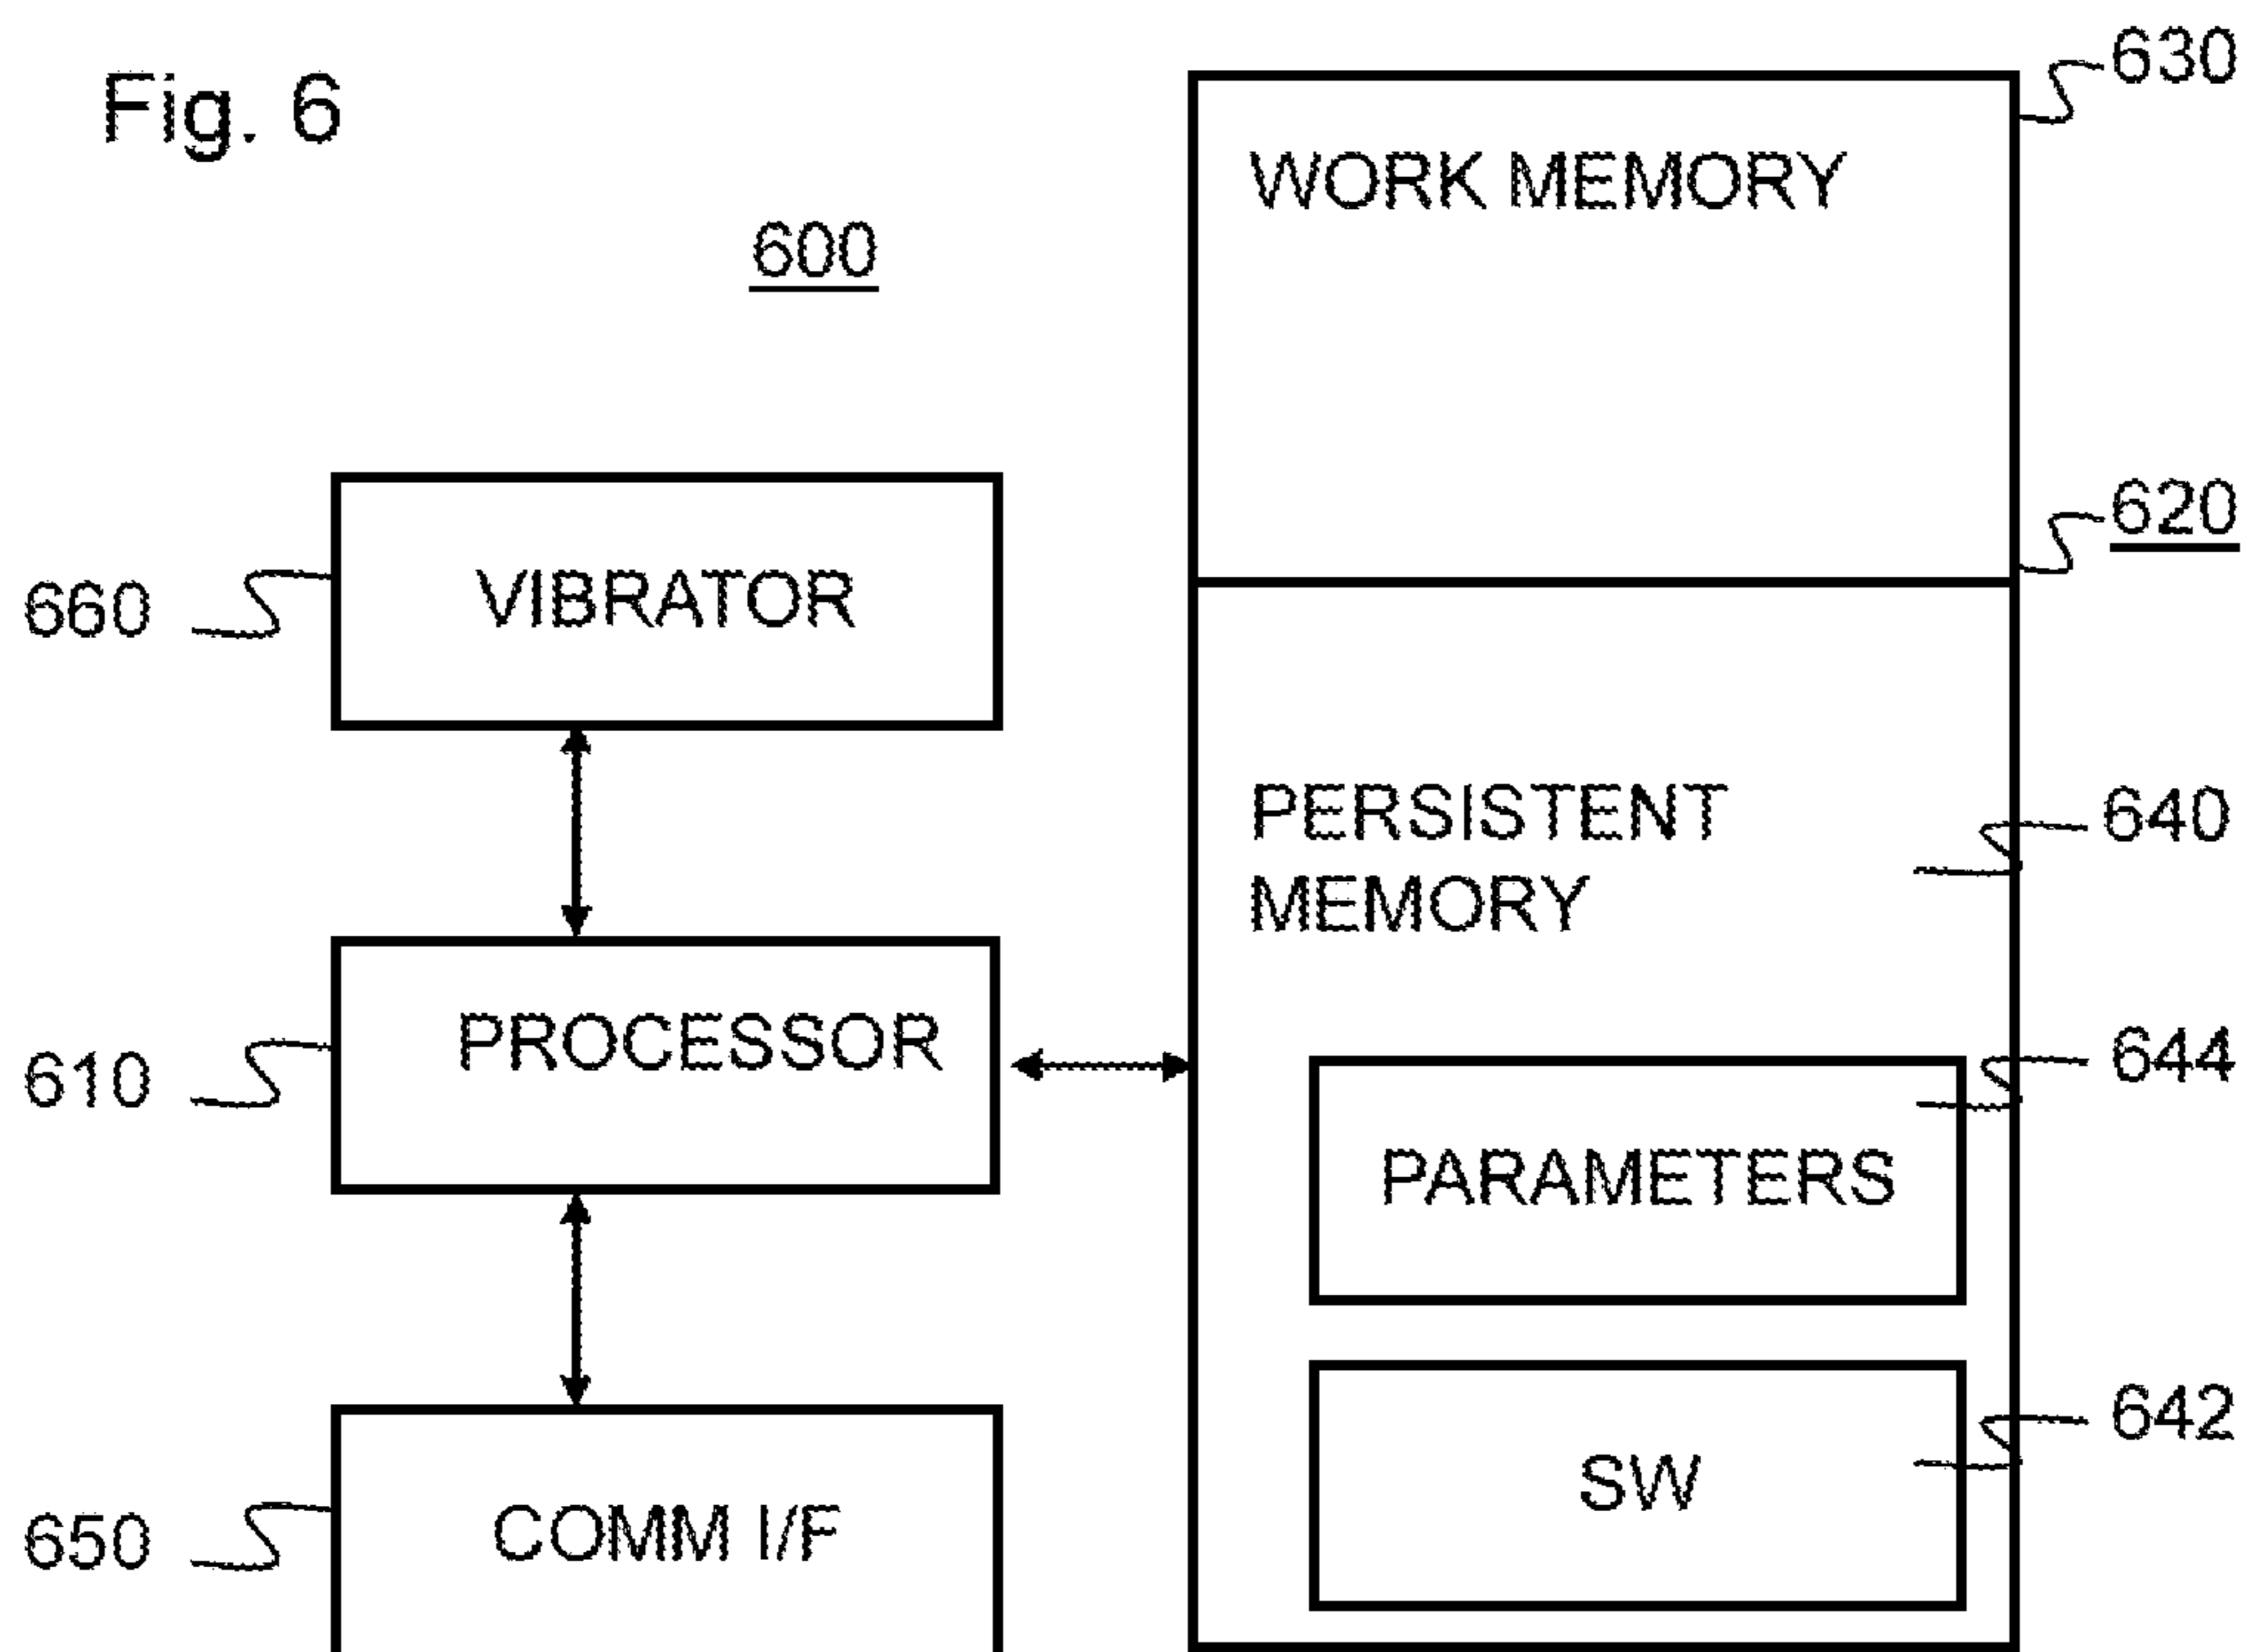 Fig. 6
600
630
WORK MEMORY
620
660
VIBRATOR
PERSISTENT
MEMORY
640
610
PROCESSOR
644
PARAMETERS
642
SW
650
COMM I/F